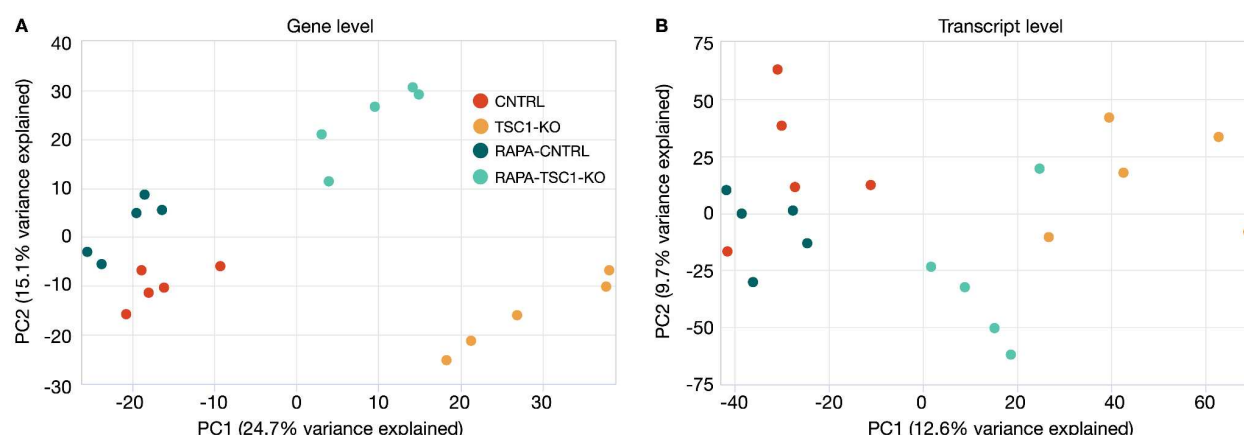 A
Gene level
40
30
20
10
0
-10
-20
-30
PC2 (15.1% variance explained)
CNTRL
TSC1-KO
RAPA-CNTRL
RAPA-TSC1-KO
-20 -10 0 10 20 30
PC1 (24.7% variance explained)
B
Transcript level
75
50
25
0
-25
-50
-75
PC2 (9.7% variance explained)
-40 -20 0 20 40 60
PC1 (12.6% variance explained)